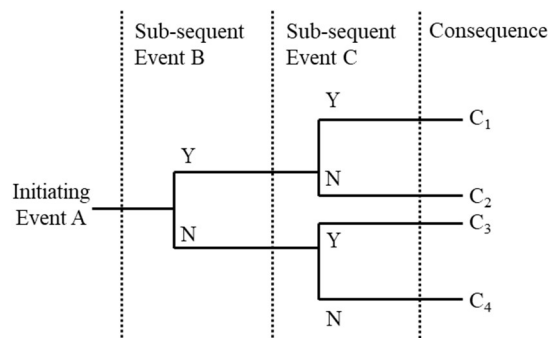 Sub-sequent
Event B
Sub-sequent
Event C
Consequence
Y
C₁
Y
N
C₂
Initiating
Event A
C₃
N
Y
C₄
N